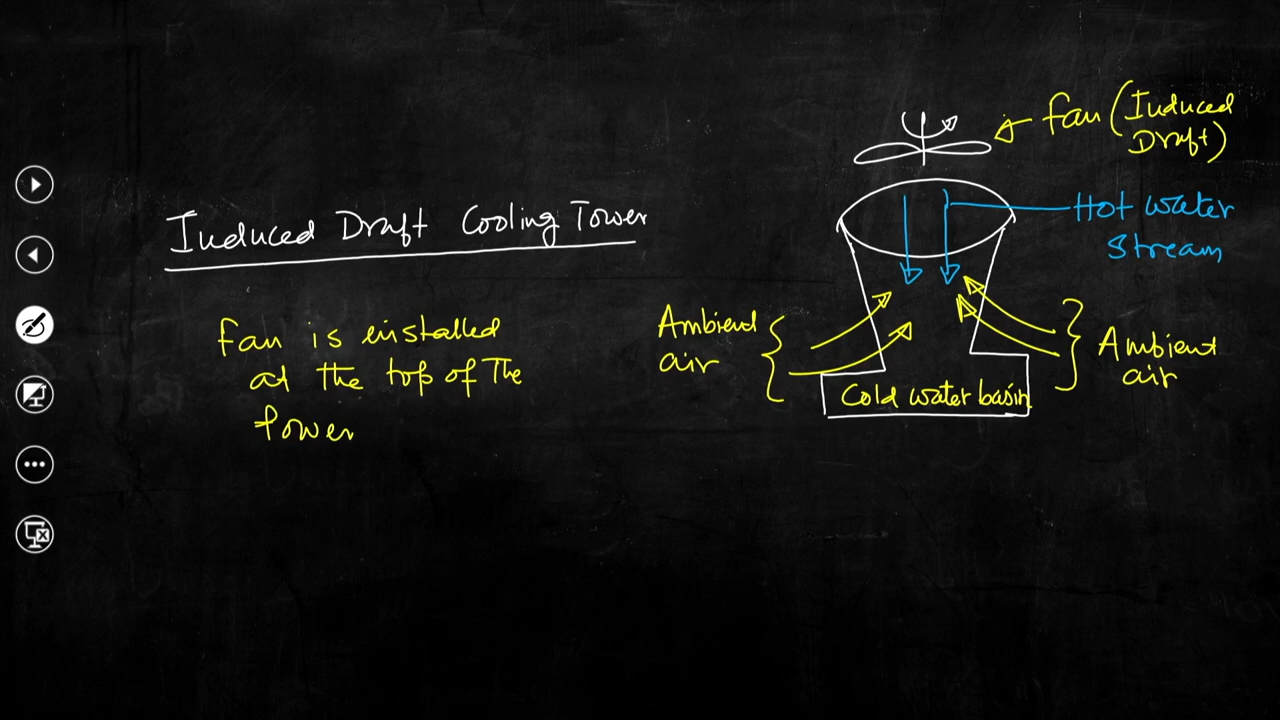 Induced Draft Cooling Tower
fan is installed
at the top of The
tower
fan (Induced
Draft)
Hot water
stream
Ambient
air
Ambient
air
Cold water basin